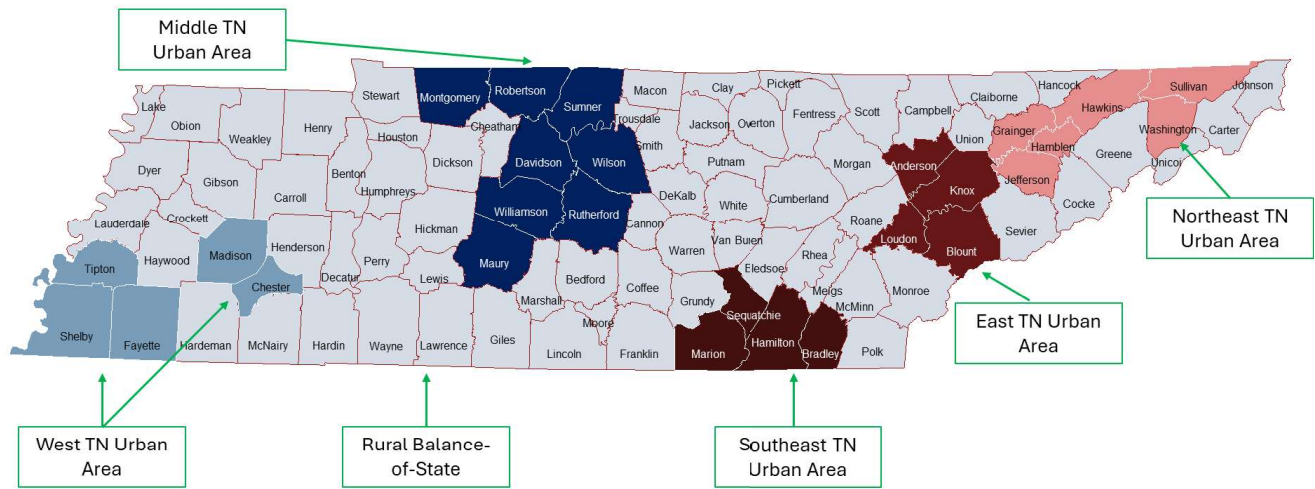 Middle TN
Urban Area
Lake
Obion
Weakley
Henry
Stewart
Montgomery
Robertson
Sumner
Macon
Clay
Pickett
Fentress
Scott
Campbell
Claiborne
Hancock
Hawkins
Sullivan
Johnson
Houston
Cheatham
Trousdale
Jackson
Overton
Union
Grainger
Hamblen
Washington
Carter
Greene
Unicoi
Dyer
Gibson
Carroll
Benton
Humphreys
Dickson
Davidson
Wilson
Smith
Putnam
Morgan
Anderson
Knox
Jefferson
Cocke
Lauderdale
Crockett
Hickman
Williamson
Rutherford
Cannon
DeKalb
White
Cumberland
Roane
Loudon
Blount
Sevier
Northeast TN
Urban Area
Tipton
Haywood
Madison
Henderson
Chester
Decatur
Perry
Lewis
Maury
Bedford
Coffee
Warren
Van Buen
Eledsoe
Rhea
Meigs
McMinn
Monroe
Marshall
Moore
Grundy
Sequatchie
East TN Urban
Area
Shelby
Fayette
Hardeman
McNairy
Hardin
Wayne
Lawrence
Giles
Lincoln
Franklin
Marion
Hamilton
Bradley
Polk
West TN Urban
Area
Rural Balance-
of-State
Southeast TN
Urban Area